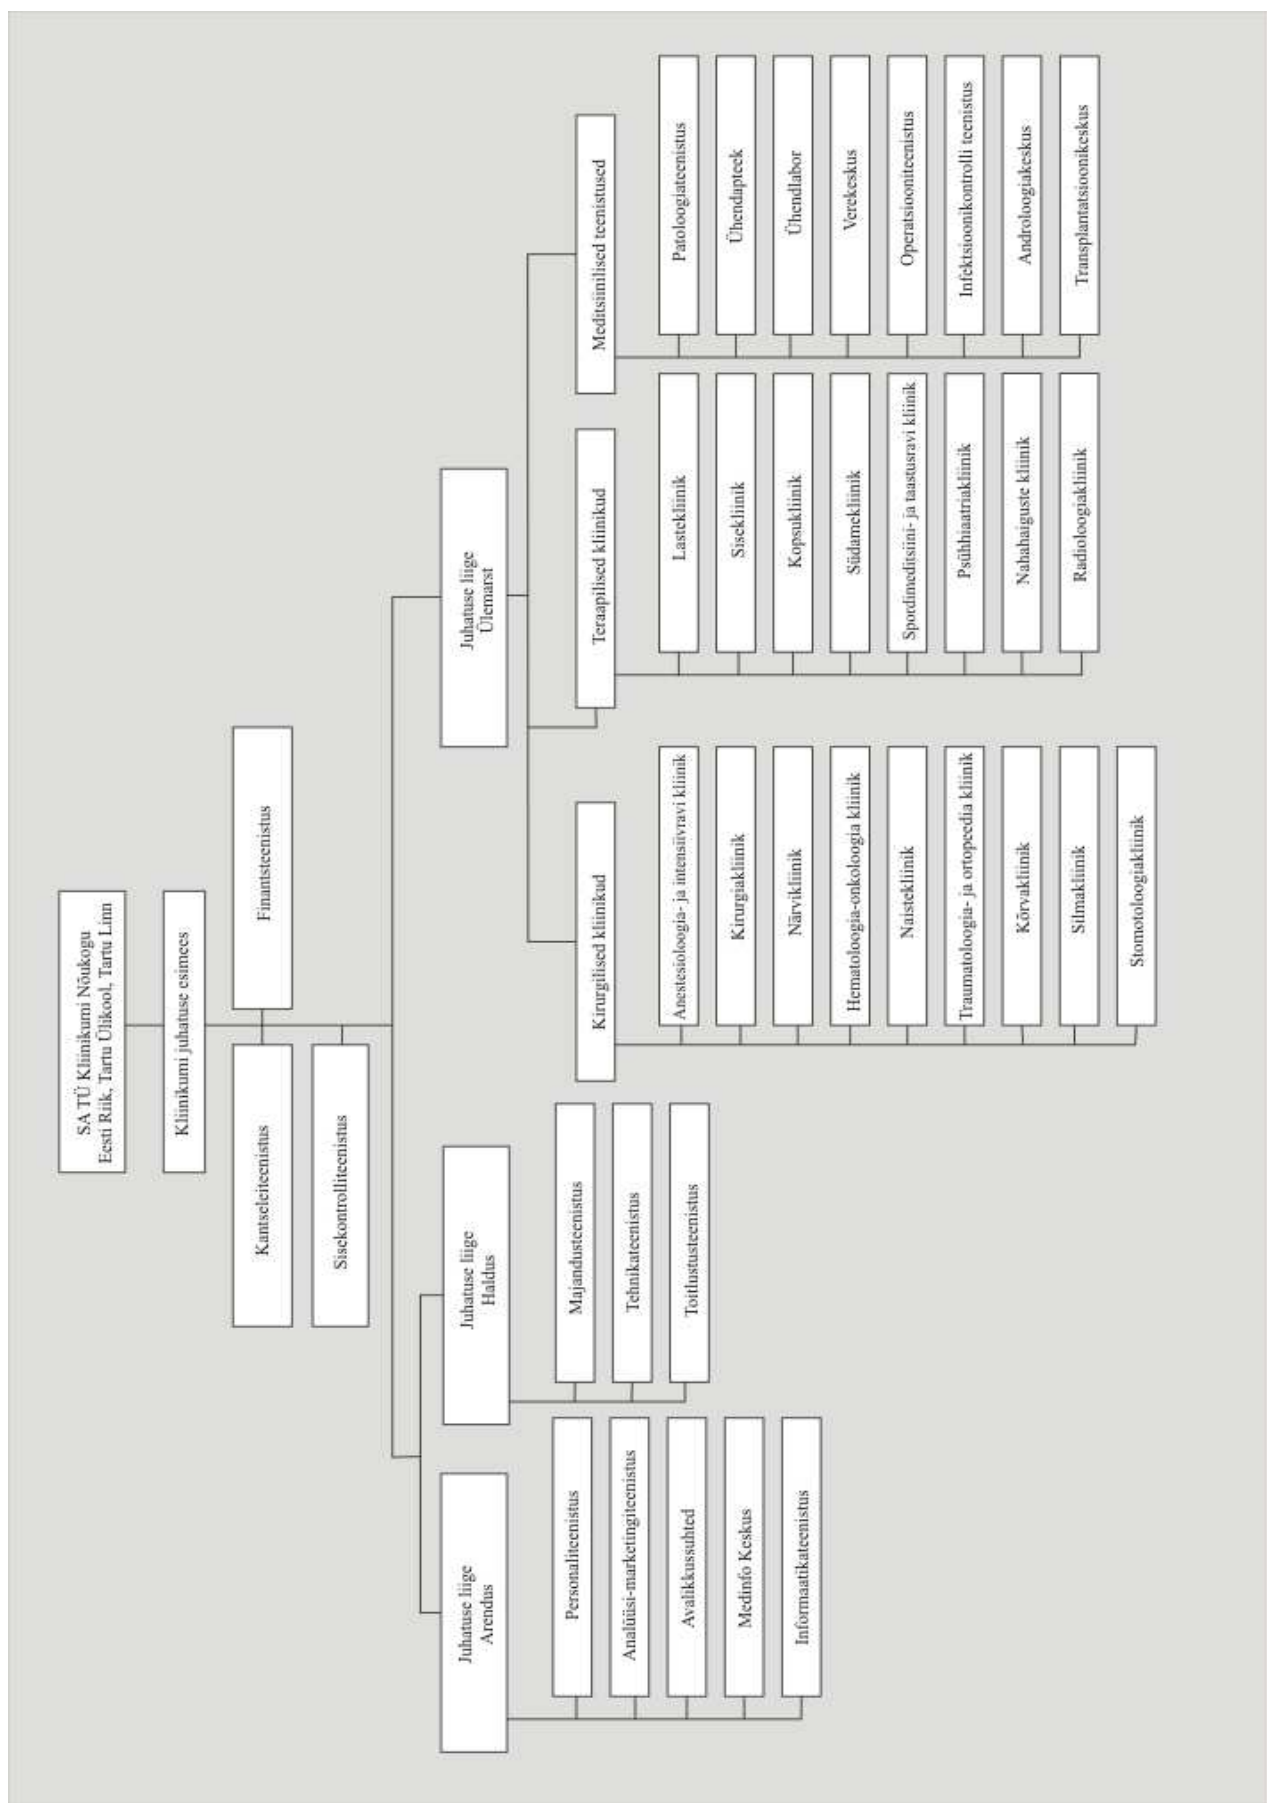 SA TÜ Kliinikumi Nõukogu
Eesti Riik, Tartu Ülikool, Tartu Linn
Kliinikumi juhatuse esimees
Kantseleiteenistus
Finantsteenistus
Sisekontrolliteenistus
Juhatuse liige
Arendus
Personaliteenistus
Analüüsi-marketingiteenistus
Avalikkussuhted
Medinfo Keskus
Informaatikateenistus
Juhatuse liige
Haldus
Majandusteenistus
Tehnikateenistus
Toitlustusteenistus
Juhatuse liige
Ülemarst
Kirurgilised kliinikud
Anestesioloogia- ja intensiivravi kliinik
Kirurgiakliinik
Närvikliinik
Hematoloogia-onkoloogia kliinik
Naistekliinik
Traumatoloogia- ja ortopeedia kliinik
Kõrvakliinik
Silmakliinik
Stomotoloogiakliinik
Teraapilised kliinikud
Lastekliinik
Sisekliinik
Kopsukliinik
Südamekliinik
Spordimeditsiini- ja taastusravi kliinik
Psühhiaatriakliinik
Nahahaiguste kliinik
Radioloogiakliinik
Meditsiinilised teenistused
Patoloogiateenistus
Ühendapteek
Ühendlabor
Verekeskus
Operatsiooniteenistus
Infektsioonikontrolli teenistus
Androloogiakeskus
Transplantatsioonikeskus